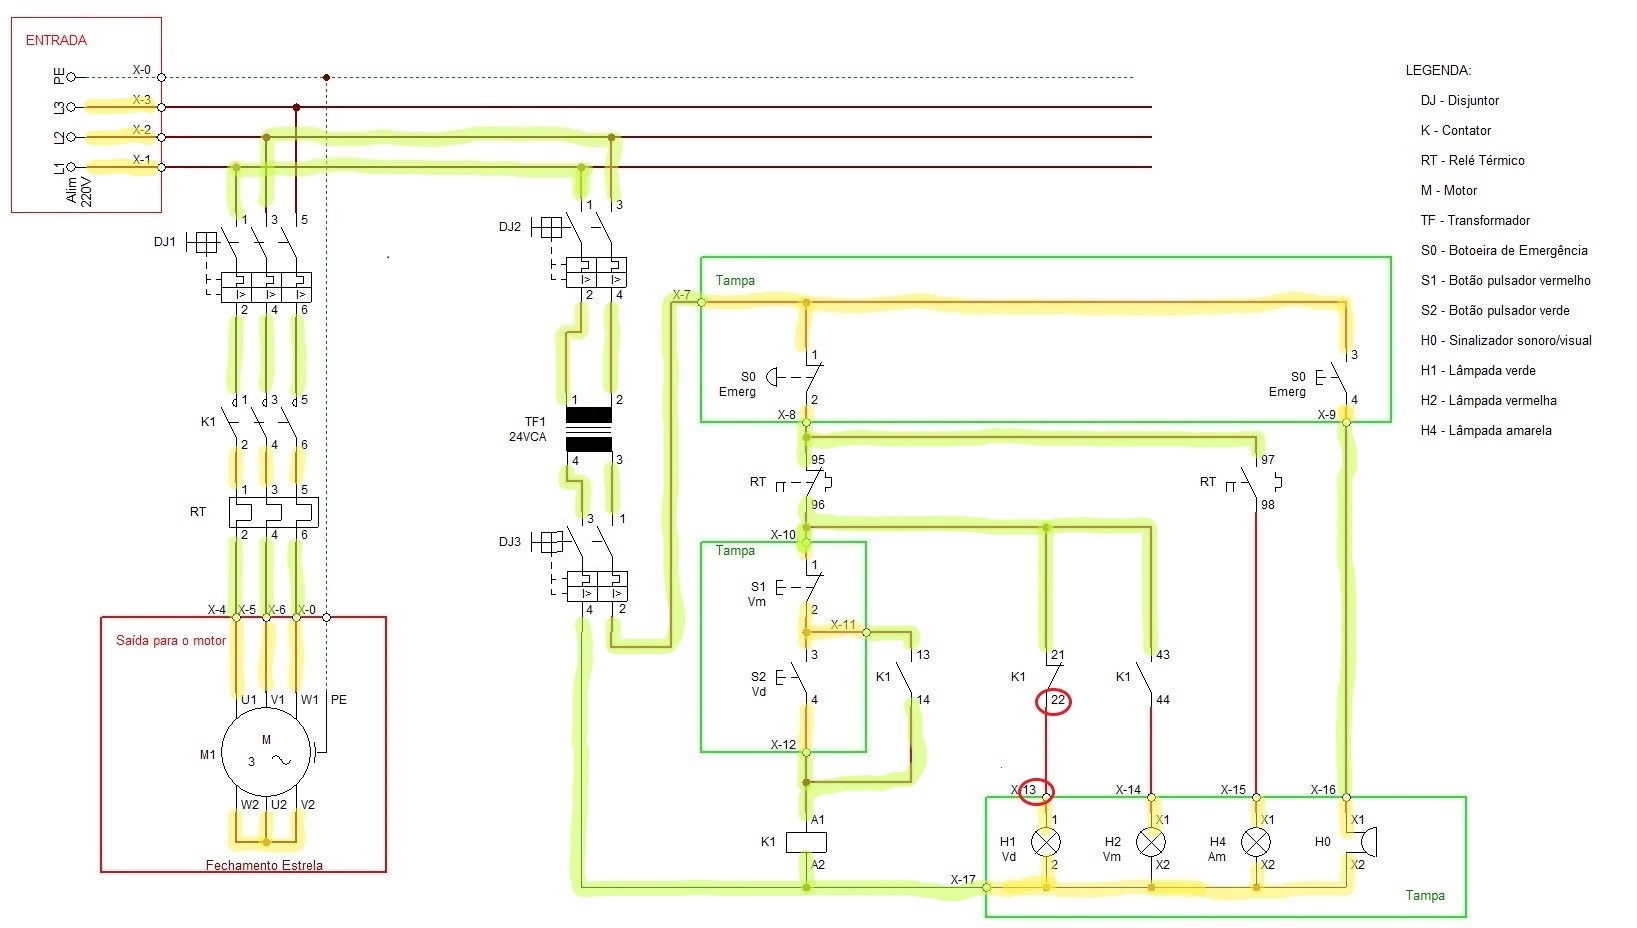 ENTRADA
PE
X-0
L3
X-3
L2
X-2
L1
X-1
Alim
220V
1 3 5
DJ1
I> I> I>
2 4 6
1 3 5
K1
2 4 6
1 3 5
RT
2 4 6
X-4 X-5 X-6 X-0
Saída para o motor
U1 V1 W1 PE
M1
M
3
W2 U2 V2
Fechamento Estrela
1 3
DJ2
I> I>
2 4
1 2
TF1
24VCA
4 3
3 1
DJ3
I> I>
4 2
Tampa
X-7
1
S0
Emerg
2
X-8
3
S0
Emerg
4
X-9
95
RT
96
97
RT
98
X-10
Tampa
1
S1
Vm
2
X-11
3
S2
Vd
4
X-12
13
K1
14
21
K1
22
43
K1
44
A1
K1
A2
X-13
X-14
X-15
X-16
1
H1
Vd
2
X1
H2
Vm
X2
X1
H4
Am
X2
X1
H0
X2
X-17
Tampa
LEGENDA:
DJ - Disjuntor
K - Contator
RT - Relé Térmico
M - Motor
TF - Transformador
S0 - Botoeira de Emergência
S1 - Botão pulsador vermelho
S2 - Botão pulsador verde
H0 - Sinalizador sonoro/visual
H1 - Lâmpada verde
H2 - Lâmpada vermelha
H4 - Lâmpada amarela